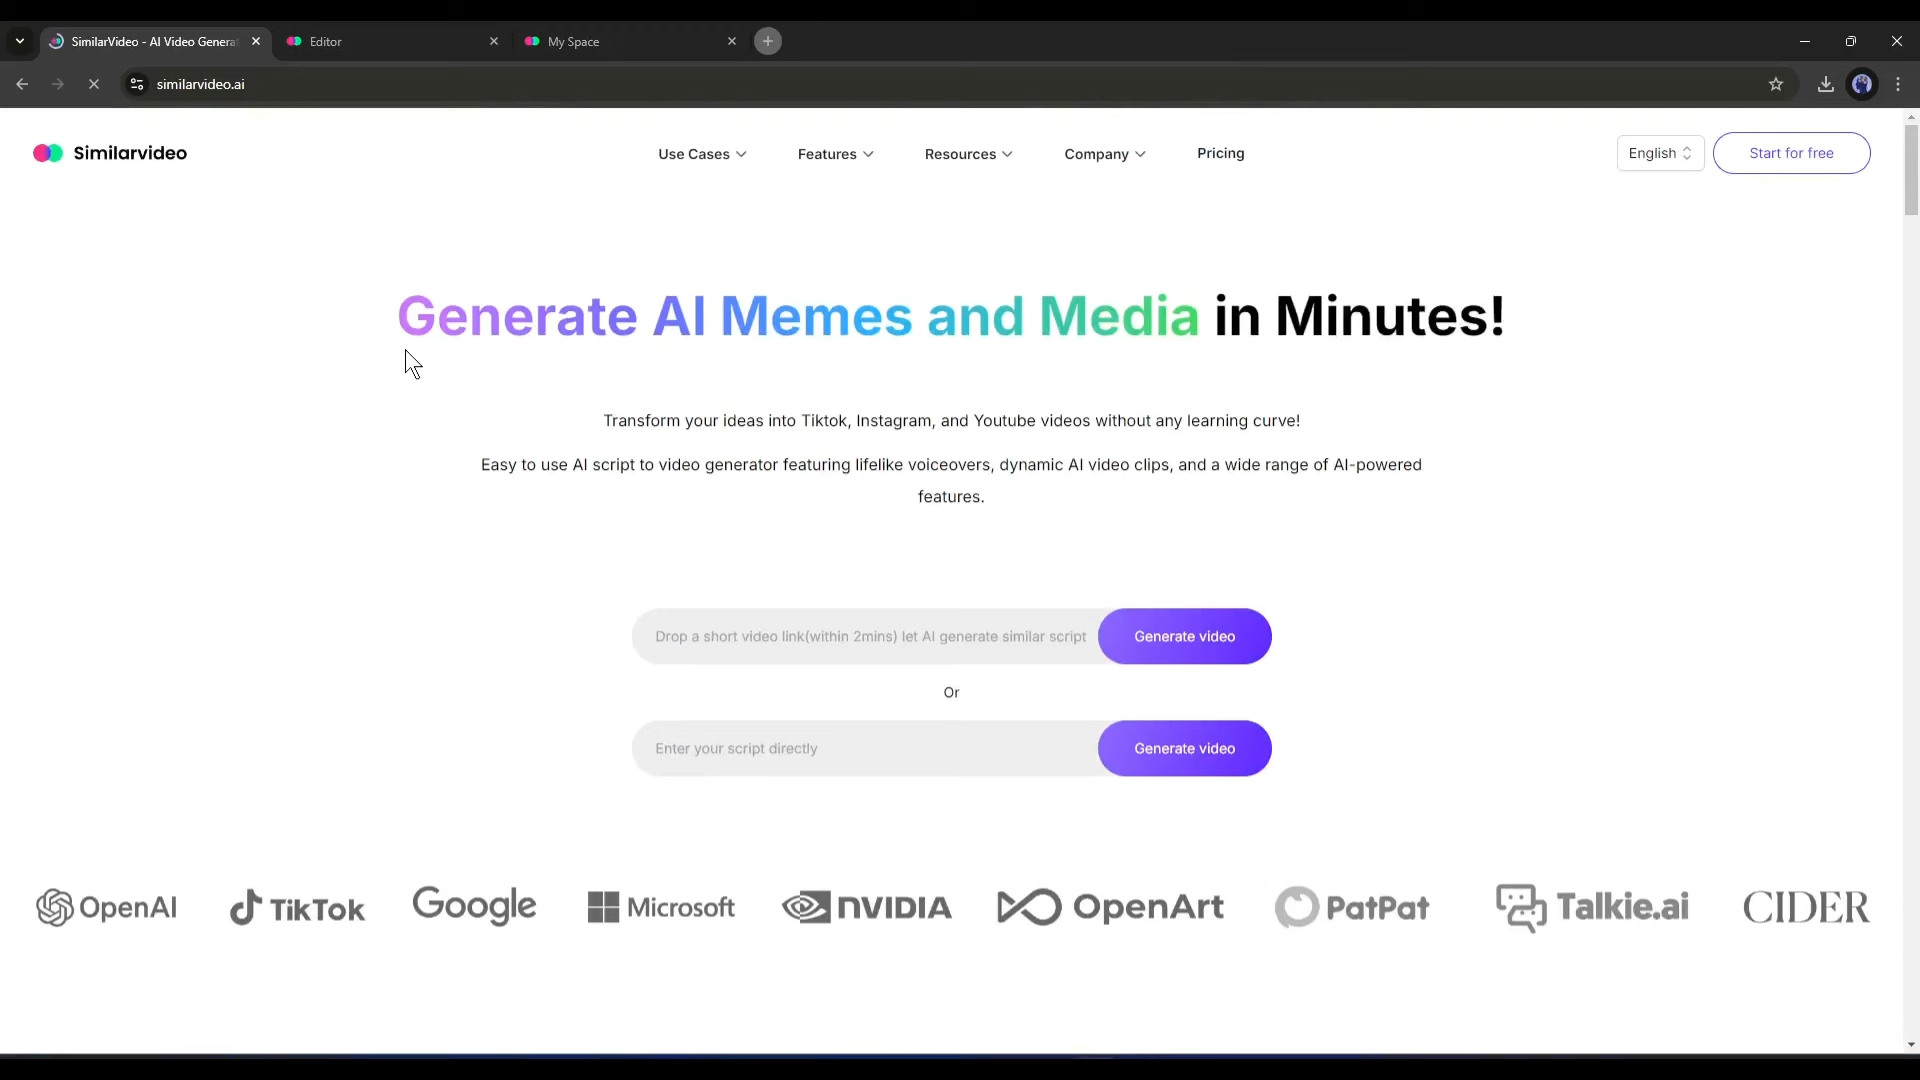 SimilarVideo - AI Video Genera
Editor
My Space
similarvideo.ai
Similarvideo
Use Cases
Features
Resources
Company
Pricing
English
Start for free
Generate AI Memes and Media in Minutes!
Transform your ideas into Tiktok, Instagram, and Youtube videos without any learning curve!
Easy to use AI script to video generator featuring lifelike voiceovers, dynamic AI video clips, and a wide range of AI-powered
features.
Drop a short video link(within 2mins) let AI generate similar script
Generate video
Or
Enter your script directly
Generate video
OpenAI
TikTok
Google
Microsoft
NVIDIA
OpenArt
PatPat
Talkie.ai
CIDER